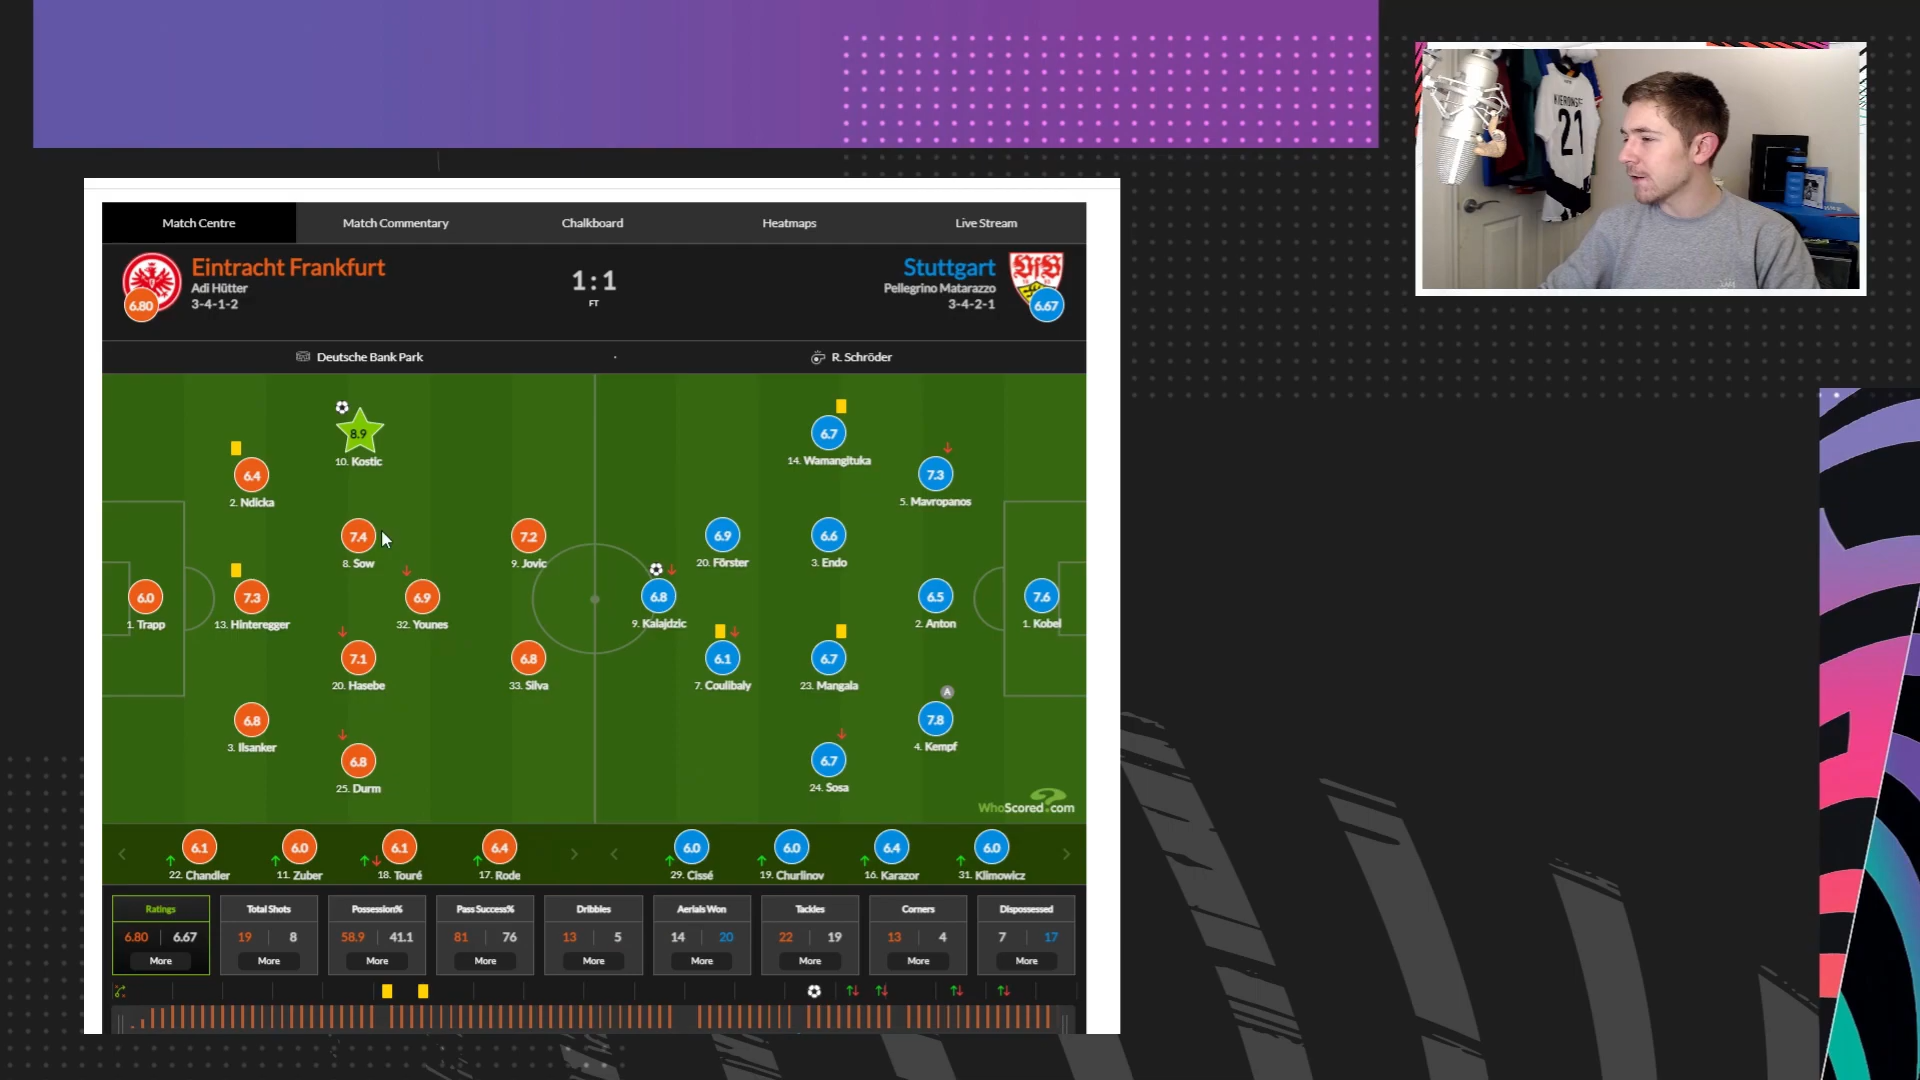 Match Centre
Match Commentary
Chalkboard
Heatmaps
Live Stream
Eintracht Frankfurt
Adi Hütter
3-4-1-2
6.80
1 : 1
FT
Stuttgart
Pellegrino Matarazzo
3-4-2-1
6.67
Deutsche Bank Park
R. Schröder
21
8.9
10. Kostic
6.4
2. Ndicka
7.4
8. Sow
7.2
9. Jovic
6.0
1. Trapp
7.3
13. Hinteregger
6.9
32. Younes
7.1
20. Hasebe
6.8
33. Silva
6.8
3. Ilsanker
6.8
25. Durm
6.7
14. Wamangituka
7.3
5. Mavropanos
6.9
20. Förster
6.6
3. Endo
6.8
9. Kalajdzic
6.5
2. Anton
7.6
1. Kobel
6.1
7. Coulibaly
6.7
23. Mangala
A
7.8
4. Kempf
6.7
24. Sosa
WhoScored.com
6.1
22. Chandler
6.0
11. Zuber
6.1
18. Touré
6.4
17. Rode
6.0
29. Cissé
6.0
19. Churlinov
6.4
16. Karazor
6.0
31. Klimowicz
Ratings
6.80 6.67
More
Total Shots
19 8
More
Possession%
58.9 41.1
More
Pass Success%
81 76
More
Dribbles
13 5
More
Aerials Won
14 20
More
Tackles
22 19
More
Corners
13 4
More
Dispossessed
7 17
More